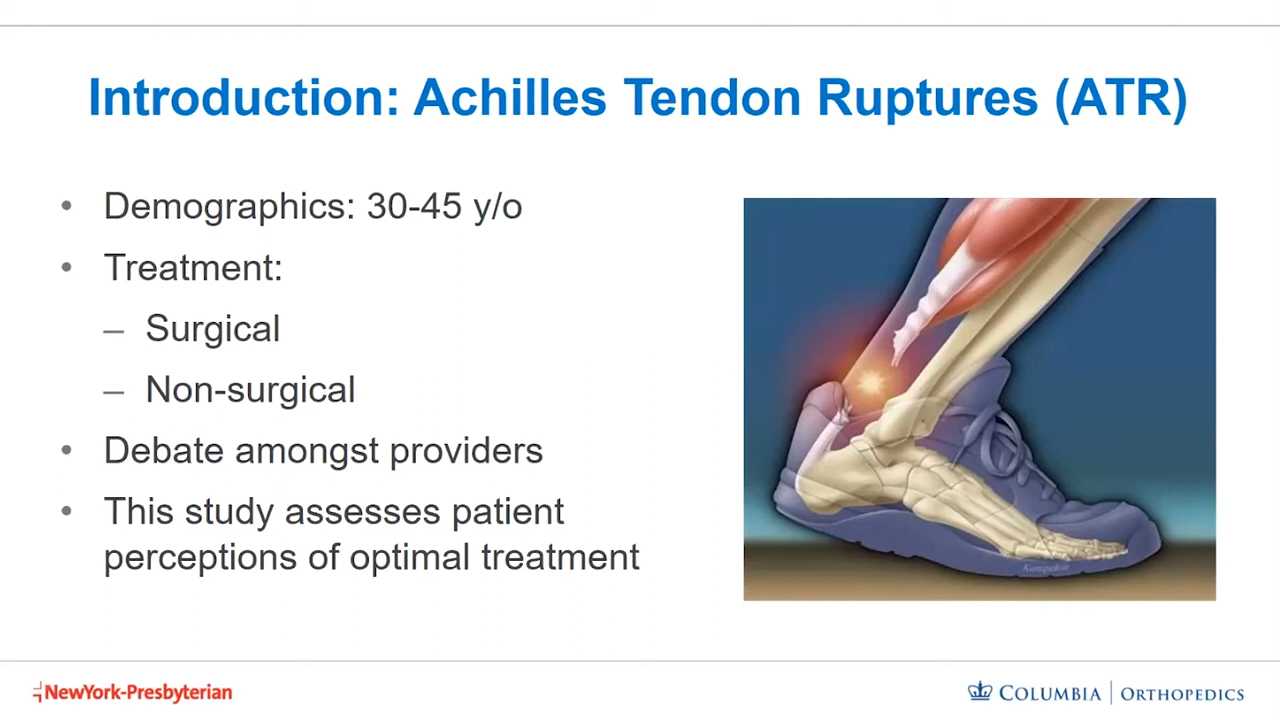 Introduction: Achilles Tendon Ruptures (ATR)
• Demographics: 30-45 y/o
• Treatment:
– Surgical
– Non-surgical
• Debate amongst providers
• This study assesses patient
perceptions of optimal treatment
NewYork-Presbyterian
Columbia | Orthopedics